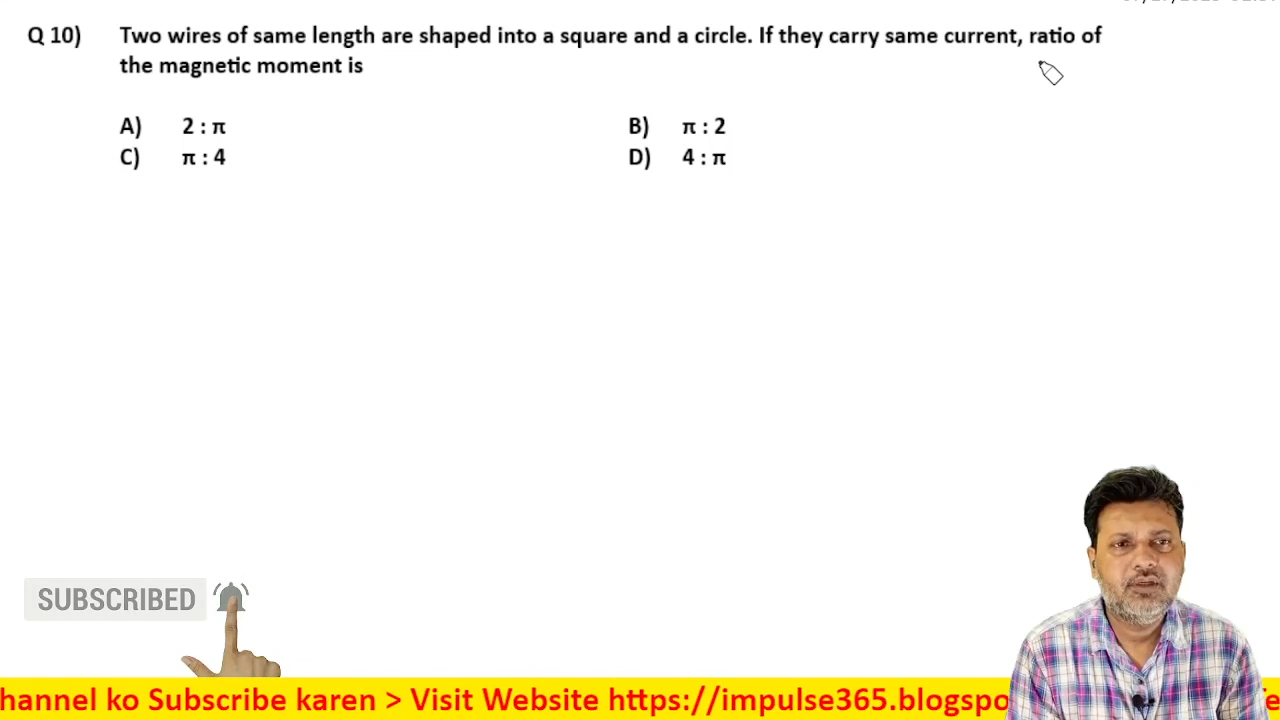 Q 10) Two wires of same length are shaped into a square and a circle. If they carry same current, ratio of
the magnetic moment is
A) 2 : π B) π : 2
C) π : 4 D) 4 : π
SUBSCRIBED
hannel ko Subscribe karen > Visit Website https://impulse365.blogspo